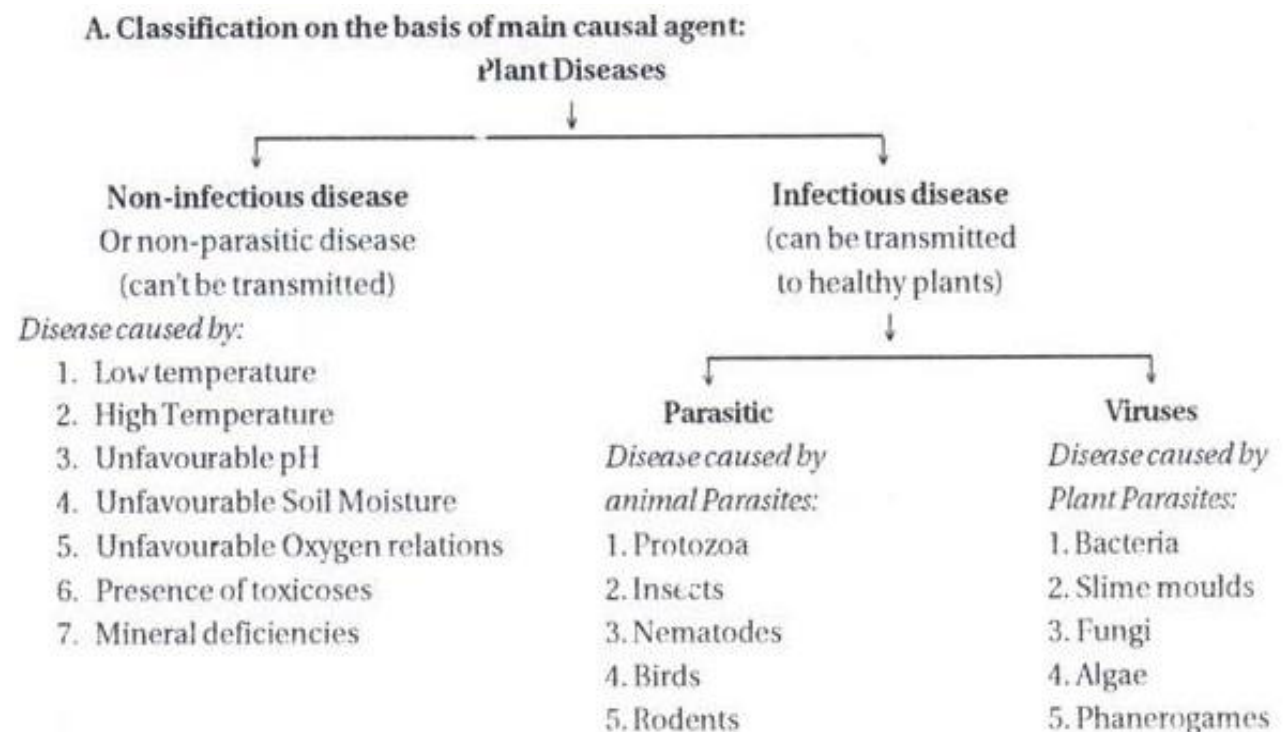 A. Classification on the basis of main causal agent:
Plant Diseases
Non-infectious disease
Or non-parasitic disease
(can't be transmitted)
Disease caused by:
1. Low temperature
2. High Temperature
3. Unfavourable pH
4. Unfavourable Soil Moisture
5. Unfavourable Oxygen relations
6. Presence of toxicoses
7. Mineral deficiencies
Infectious disease
(can be transmitted
to healthy plants)
Parasitic
Disease caused by
animal Parasites:
1. Protozoa
2. Insects
3. Nematodes
4. Birds
5. Rodents
Viruses
Disease caused by
Plant Parasites:
1. Bacteria
2. Slime moulds
3. Fungi
4. Algae
5. Phanerogames